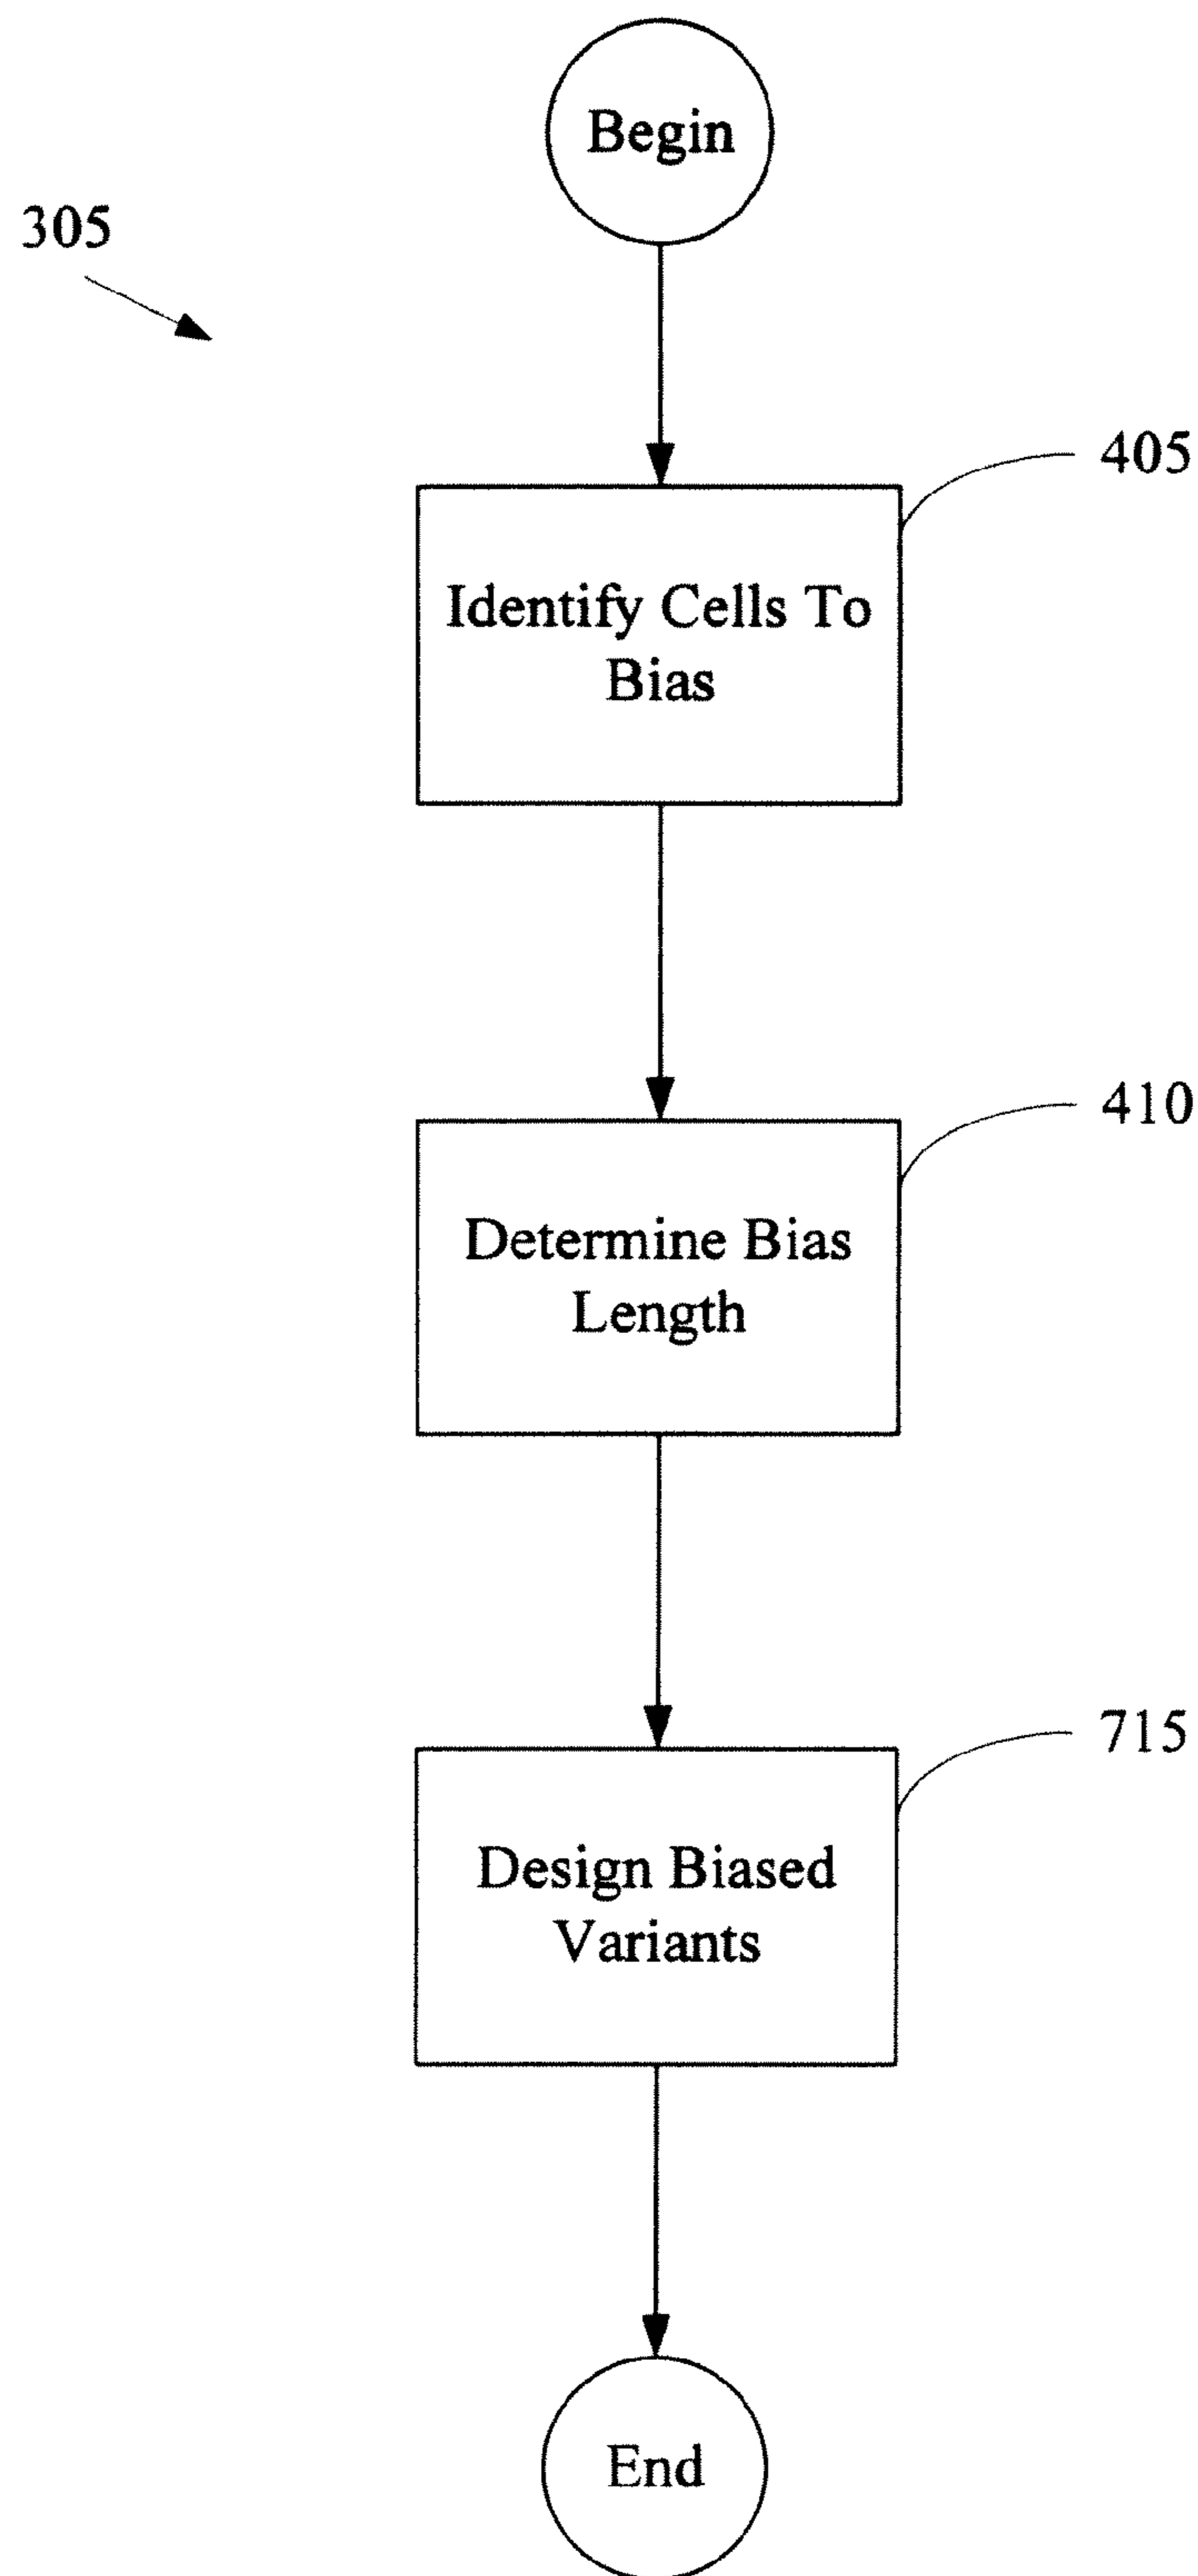 Begin
305
405
Identify Cells To
Bias
410
Determine Bias
Length
715
Design Biased
Variants
End